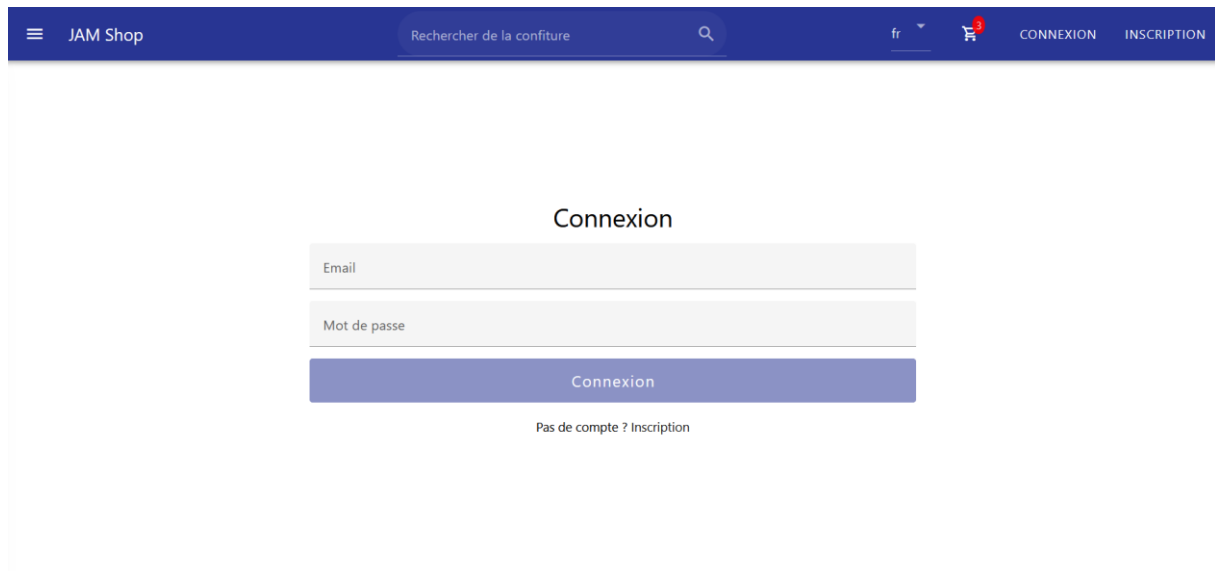 JAM Shop Rechercher de la confiture fr 3 CONNEXION INSCRIPTION
Connexion
Email
Mot de passe
Connexion
Pas de compte ? Inscription